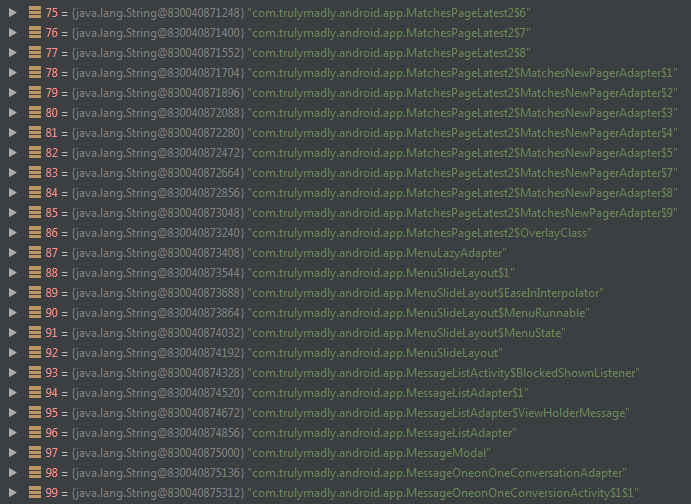 75 = {java.lang.String@830040871248} "com.trulymadly.android.app.MatchesPageLatest2$6"
76 = {java.lang.String@830040871400} "com.trulymadly.android.app.MatchesPageLatest2$7"
77 = {java.lang.String@830040871552} "com.trulymadly.android.app.MatchesPageLatest2$8"
78 = {java.lang.String@830040871704} "com.trulymadly.android.app.MatchesPageLatest2$MatchesNewPagerAdapter$1"
79 = {java.lang.String@830040871896} "com.trulymadly.android.app.MatchesPageLatest2$MatchesNewPagerAdapter$2"
80 = {java.lang.String@830040872088} "com.trulymadly.android.app.MatchesPageLatest2$MatchesNewPagerAdapter$3"
81 = {java.lang.String@830040872280} "com.trulymadly.android.app.MatchesPageLatest2$MatchesNewPagerAdapter$4"
82 = {java.lang.String@830040872472} "com.trulymadly.android.app.MatchesPageLatest2$MatchesNewPagerAdapter$5"
83 = {java.lang.String@830040872664} "com.trulymadly.android.app.MatchesPageLatest2$MatchesNewPagerAdapter$7"
84 = {java.lang.String@830040872856} "com.trulymadly.android.app.MatchesPageLatest2$MatchesNewPagerAdapter$8"
85 = {java.lang.String@830040873048} "com.trulymadly.android.app.MatchesPageLatest2$MatchesNewPagerAdapter$9"
86 = {java.lang.String@830040873240} "com.trulymadly.android.app.MatchesPageLatest2$OverlayClass"
87 = {java.lang.String@830040873408} "com.trulymadly.android.app.MenuLazyAdapter"
88 = {java.lang.String@830040873544} "com.trulymadly.android.app.MenuSlideLayout$1"
89 = {java.lang.String@830040873688} "com.trulymadly.android.app.MenuSlideLayout$EaseInInterpolator"
90 = {java.lang.String@830040873864} "com.trulymadly.android.app.MenuSlideLayout$MenuRunnable"
91 = {java.lang.String@830040874032} "com.trulymadly.android.app.MenuSlideLayout$MenuState"
92 = {java.lang.String@830040874192} "com.trulymadly.android.app.MenuSlideLayout"
93 = {java.lang.String@830040874328} "com.trulymadly.android.app.MessageListActivity$BlockedShownListener"
94 = {java.lang.String@830040874520} "com.trulymadly.android.app.MessageListAdapter$1"
95 = {java.lang.String@830040874672} "com.trulymadly.android.app.MessageListAdapter$ViewHolderMessage"
96 = {java.lang.String@830040874856} "com.trulymadly.android.app.MessageListAdapter"
97 = {java.lang.String@830040875000} "com.trulymadly.android.app.MessageModal"
98 = {java.lang.String@830040875136} "com.trulymadly.android.app.MessageOneonOneConversationAdapter"
99 = {java.lang.String@830040875312} "com.trulymadly.android.app.MessageOneonOneConversionActivity$1$1"